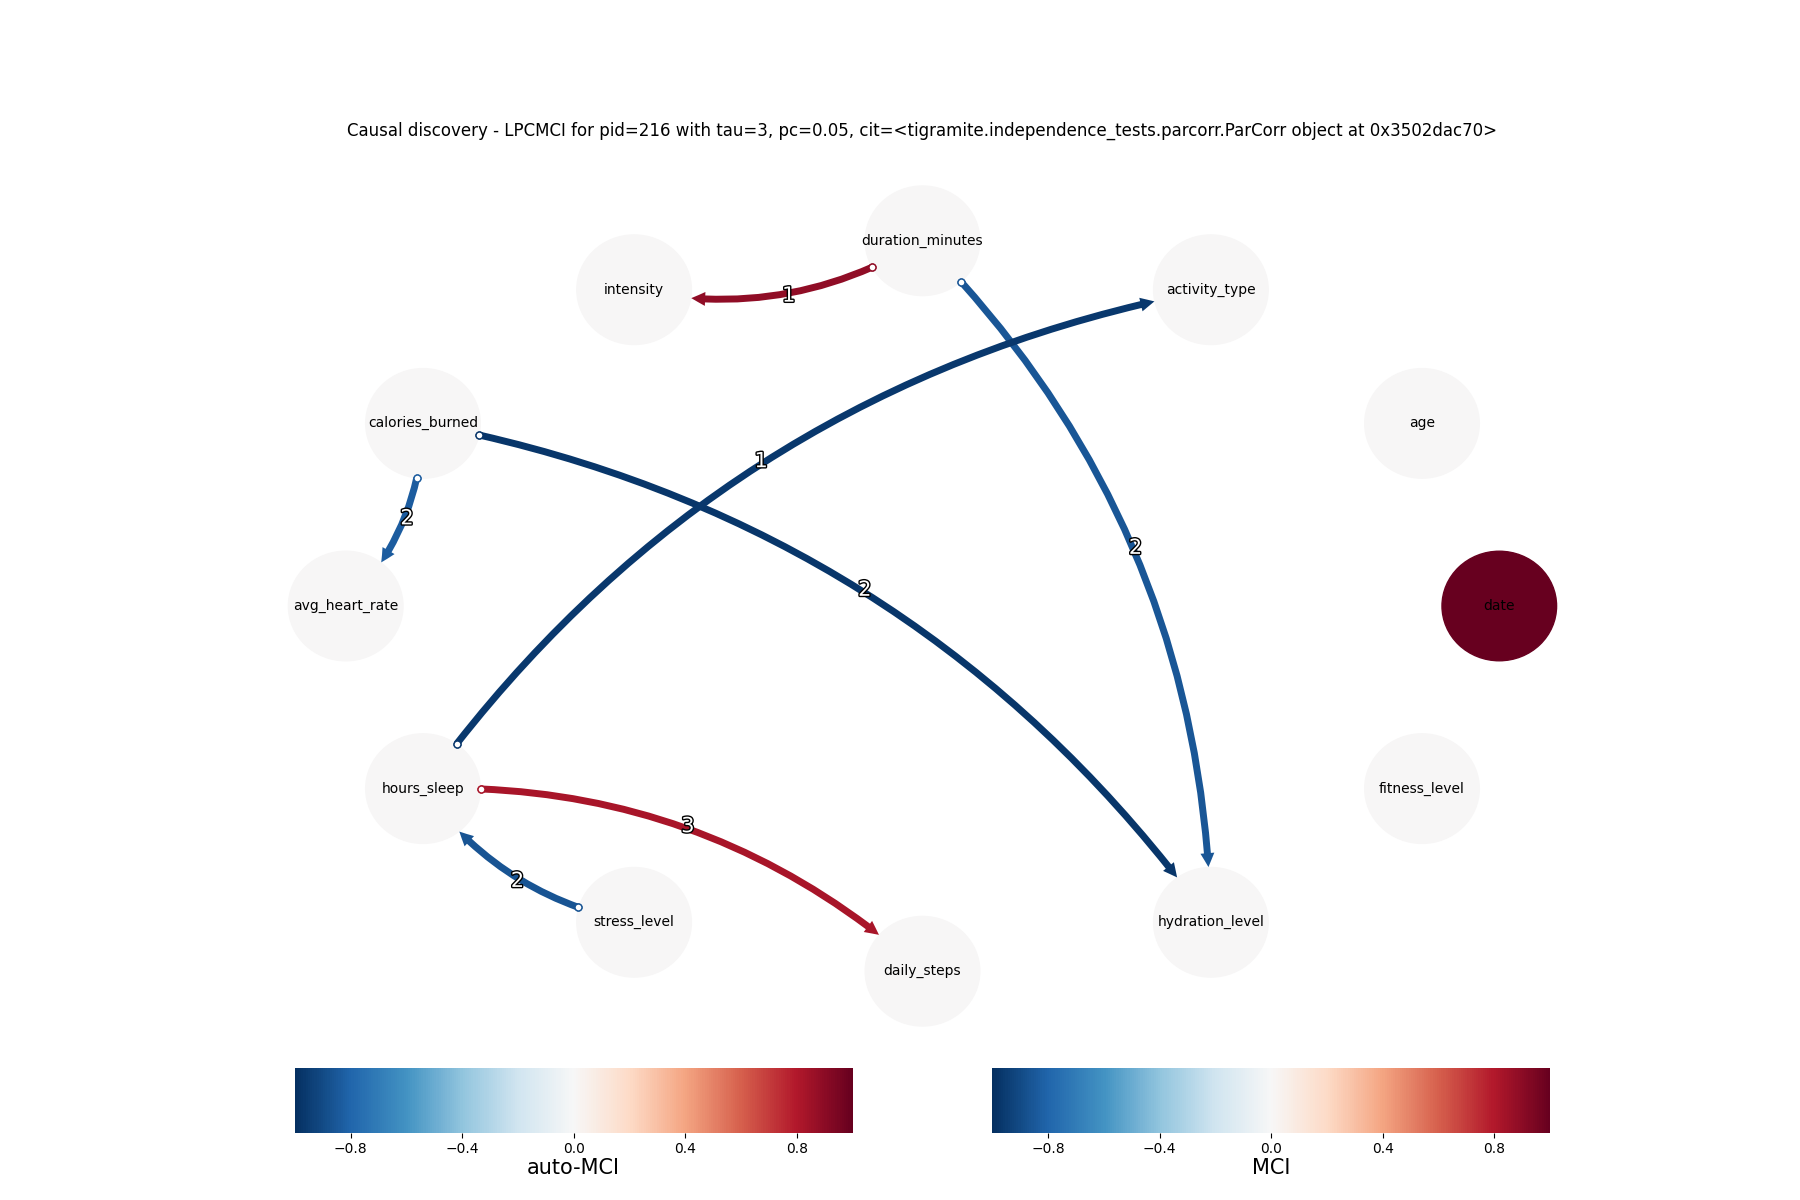 Causal discovery - LPCMCI for pid=216 with tau=3, pc=0.05, cit=<tigramite.independence_tests.parcorr.ParCorr object at 0x3502dac70>
duration_minutes
intensity
activity_type
1
calories_burned
age
1
2
2
2
avg_heart_rate
date
hours_sleep
fitness_level
3
2
stress_level
hydration_level
daily_steps
−0.8 −0.4 0.0 0.4 0.8
auto-MCI
−0.8 −0.4 0.0 0.4 0.8
MCI